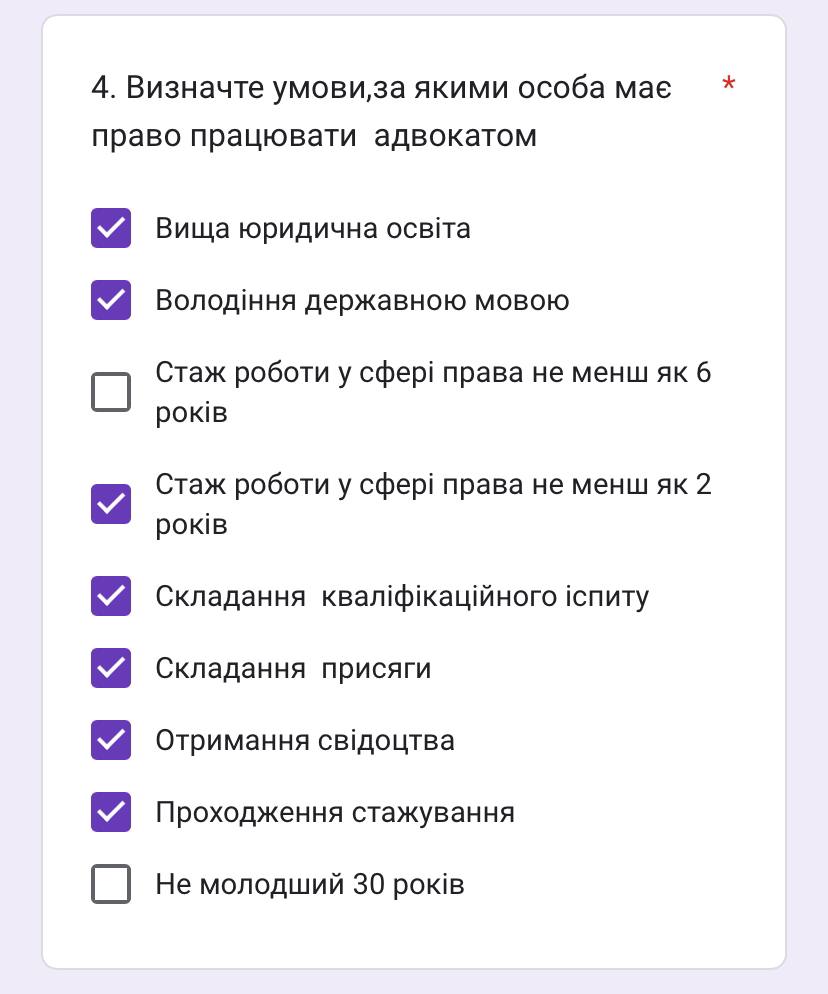 4. Визначте умови,за якими особа має *
право працювати  адвокатом
Вища юридична освіта
Володіння державною мовою
Стаж роботи у сфері права не менш як 6
років
Стаж роботи у сфері права не менш як 2
років
Складання  кваліфікаційного іспиту
Складання  присяги
Отримання свідоцтва
Проходження стажування
Не молодший 30 років